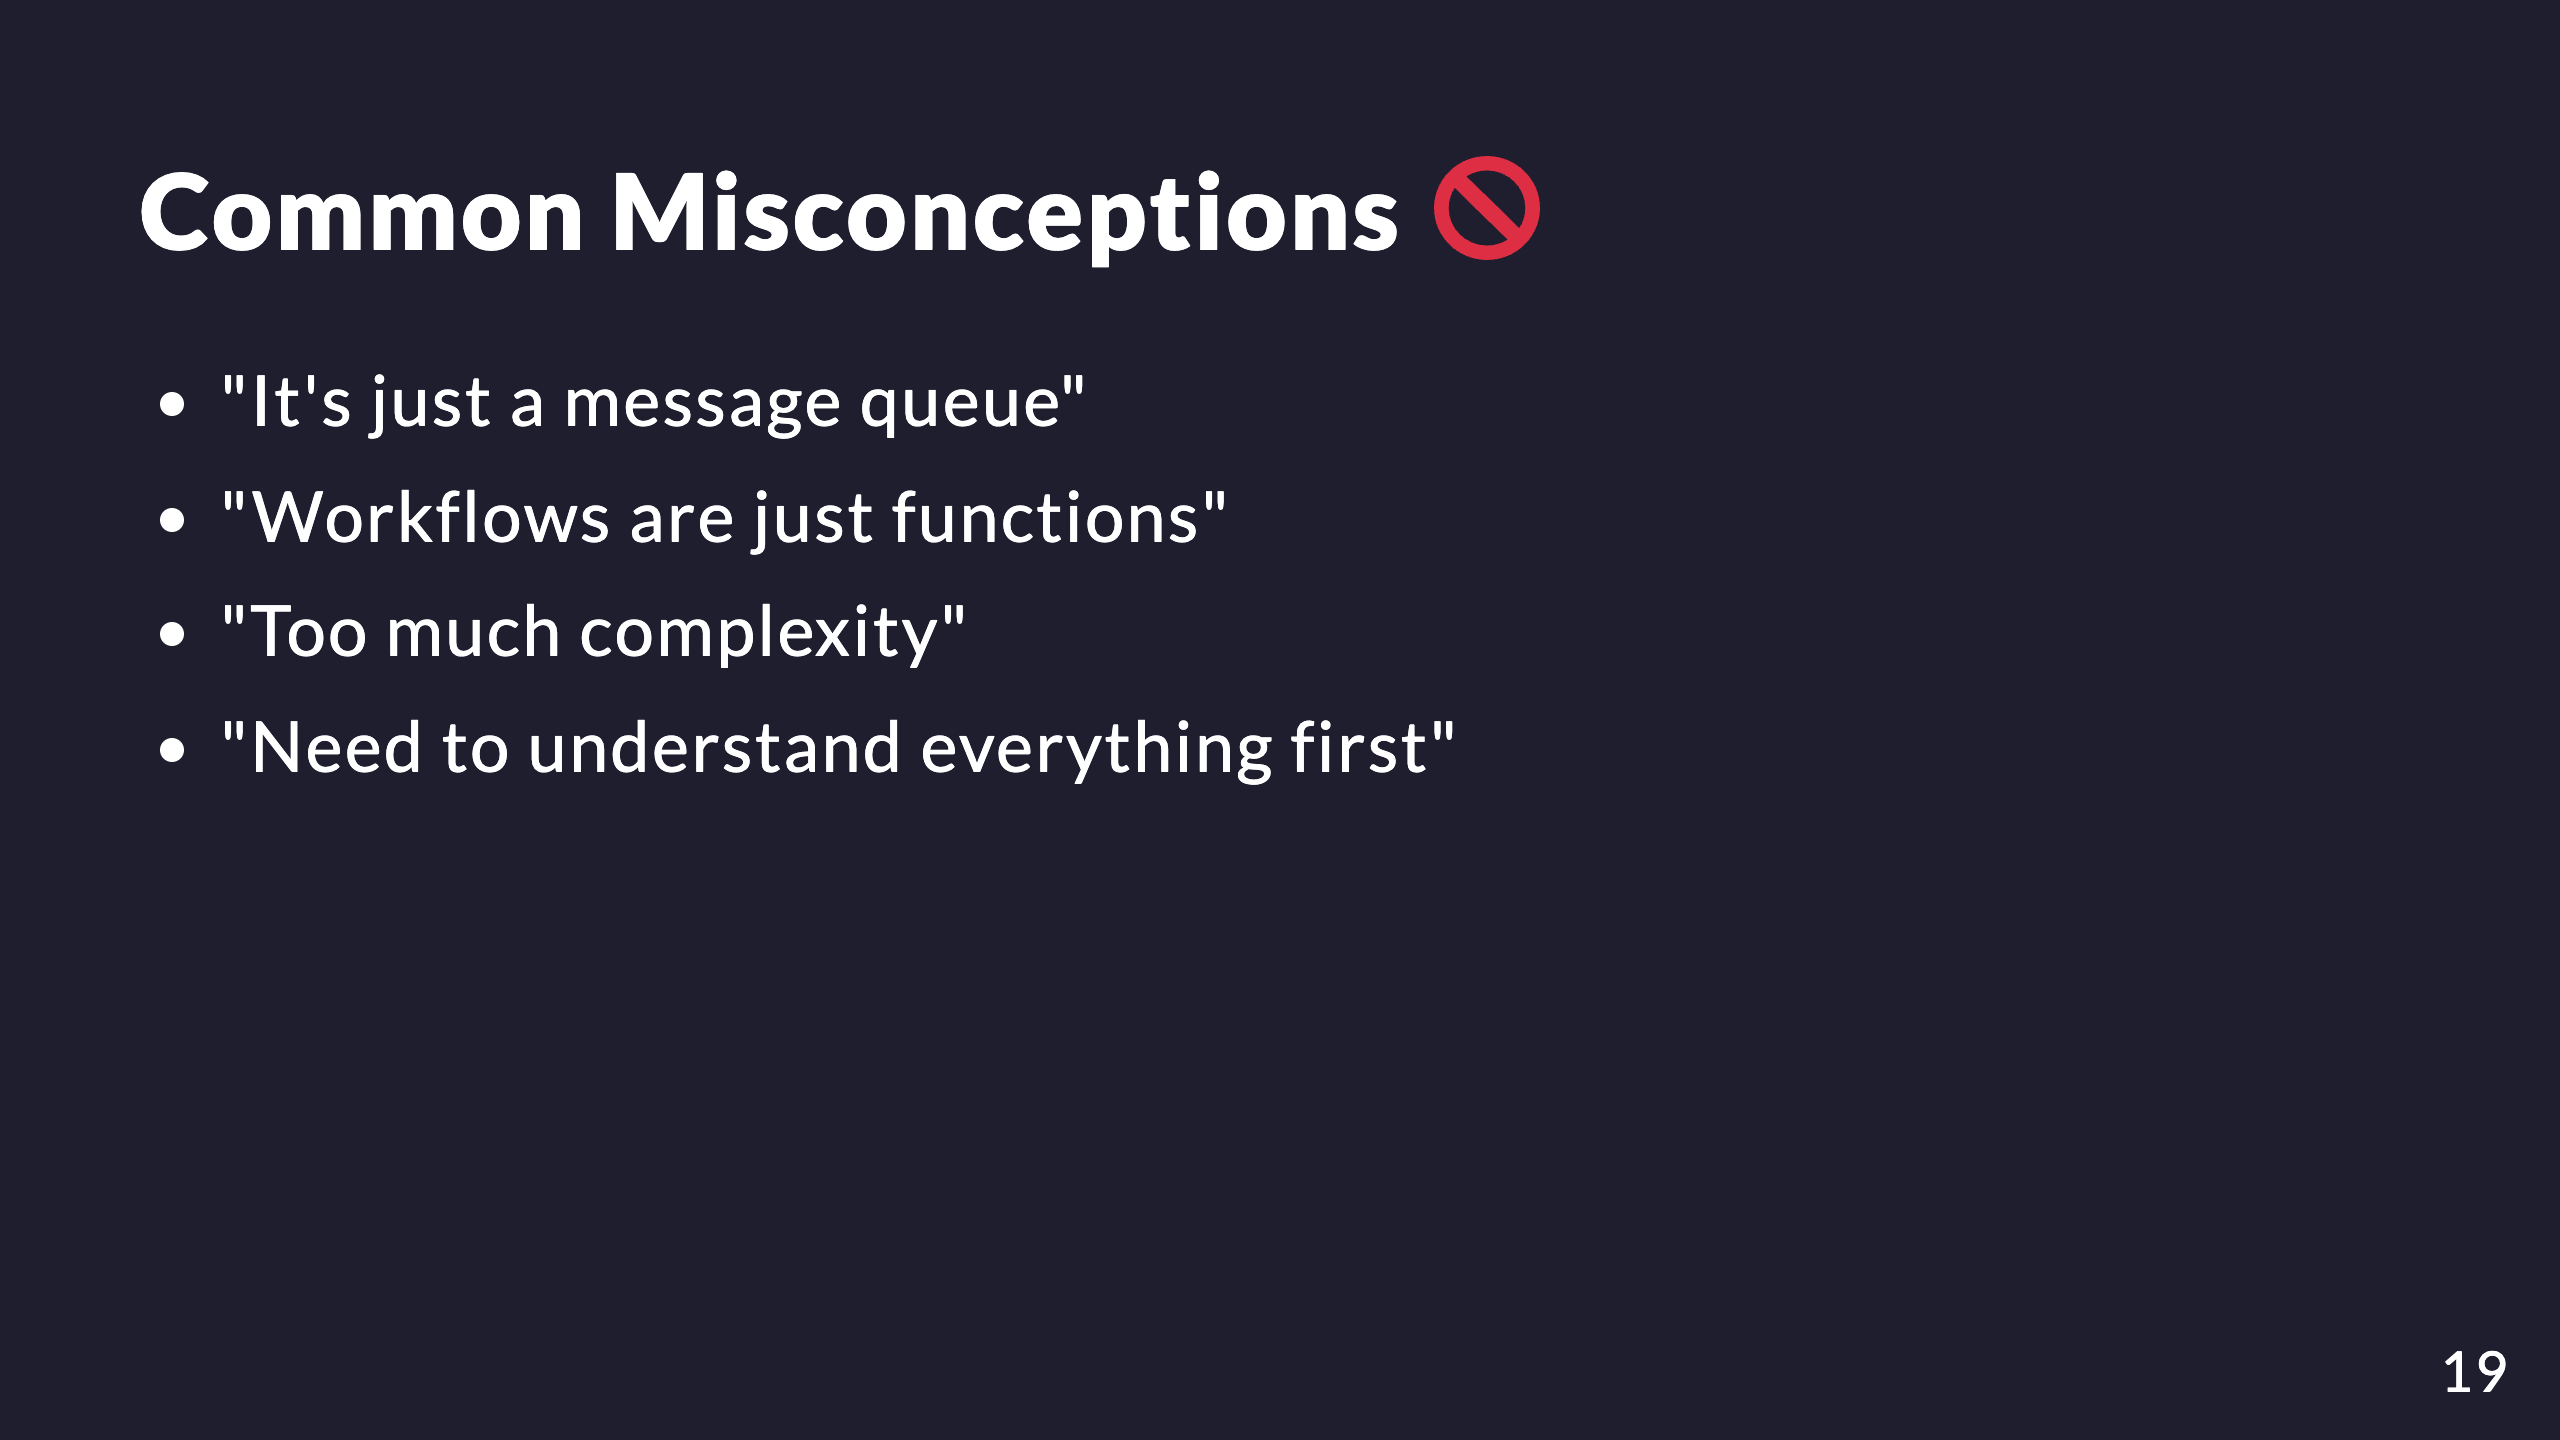 Common Misconceptions 🚫
• "It's just a message queue"
• "Workflows are just functions"
• "Too much complexity"
• "Need to understand everything first"
19